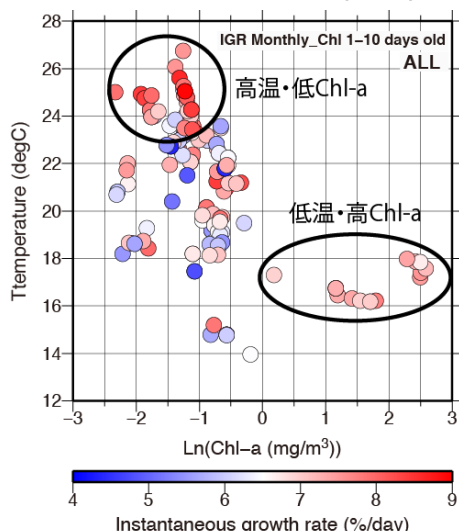 IGR Monthly_Chl 1−10 days old
ALL
高温・低Chl-a
低温・高Chl-a
28
26
24
22
20
18
16
14
12
Ttemperature (degC)
−3 −2 −1 0 1 2 3
Ln(Chl−a (mg/m³))
4 5 6 7 8 9
Instantaneous growth rate (%/day)